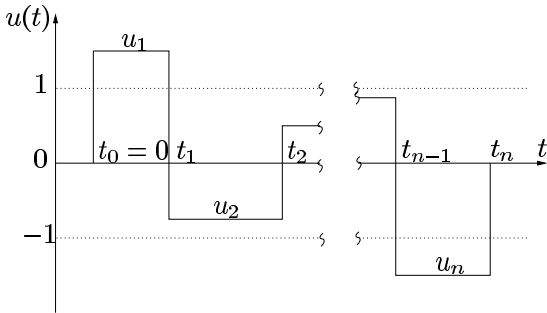 u(t)
u₁
1
0
t₀ = 0 t₁ t₂ tₙ₋₁ tₙ t
u₂
−1
uₙ